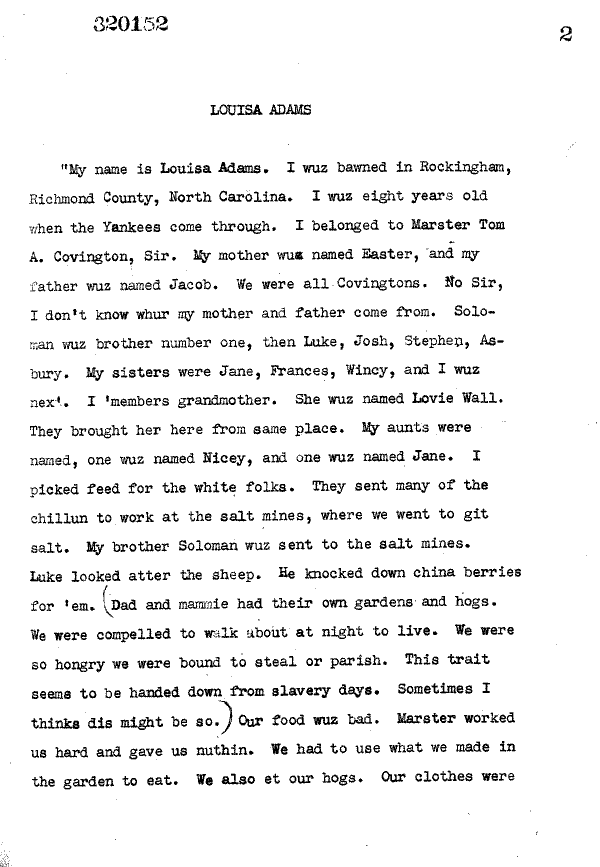 320152
2
LOUISA ADAMS
"My name is Louisa Adams. I wuz bawned in Rockingham,
Richmond County, North Carolina. I wuz eight years old
when the Yankees come through. I belonged to Marster Tom
A. Covington, Sir. My mother wus named Easter, and my
father wuz named Jacob. We were all Covingtons. No Sir,
I don't know whur my mother and father come from. Solo-
man wuz brother number one, then Luke, Josh, Stephen, As-
bury. My sisters were Jane, Frances, Wincy, and I wuz
nex'. I 'members grandmother. She wuz named Lovie Wall.
They brought her here from same place. My aunts were
named, one wuz named Nicey, and one wuz named Jane. I
picked feed for the white folks. They sent many of the
chillun to work at the salt mines, where we went to git
salt. My brother Soloman wuz sent to the salt mines.
Luke looked atter the sheep. He knocked down china berries
for 'em. (Dad and mammie had their own gardens and hogs.
We were compelled to walk about at night to live. We were
so hongry we were bound to steal or parish. This trait
seems to be handed down from slavery days. Sometimes I
thinks dis might be so.) Our food wuz bad. Marster worked
us hard and gave us nuthin. We had to use what we made in
the garden to eat. We also et our hogs. Our clothes were